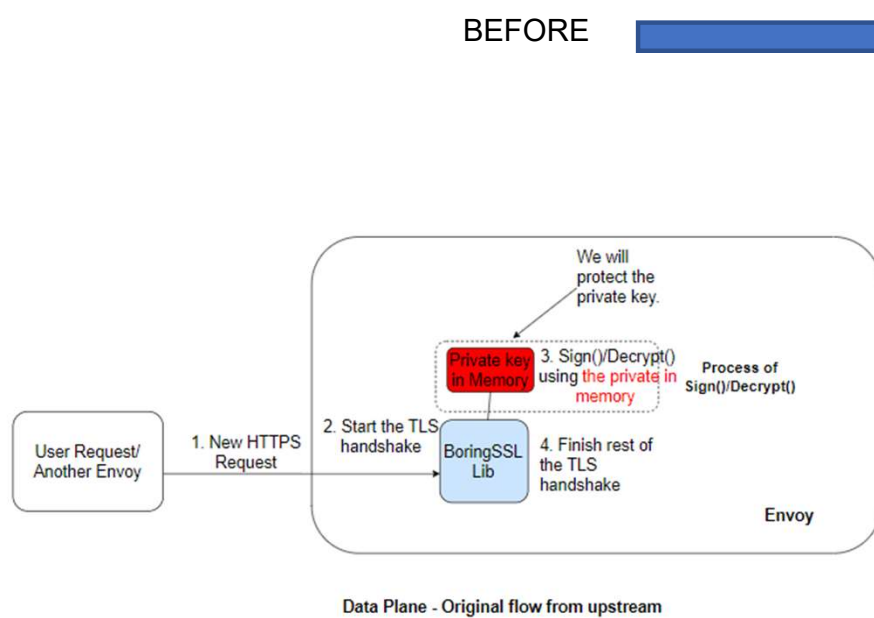 BEFORE
We will
protect the
private key.
Private key
in Memory
3. Sign()/Decrypt()
using the private in
memory
Process of
Sign()/Decrypt()
User Request/
Another Envoy
1. New HTTPS
Request
2. Start the TLS
handshake
BoringSSL
Lib
4. Finish rest of
the TLS
handshake
Envoy
Data Plane - Original flow from upstream